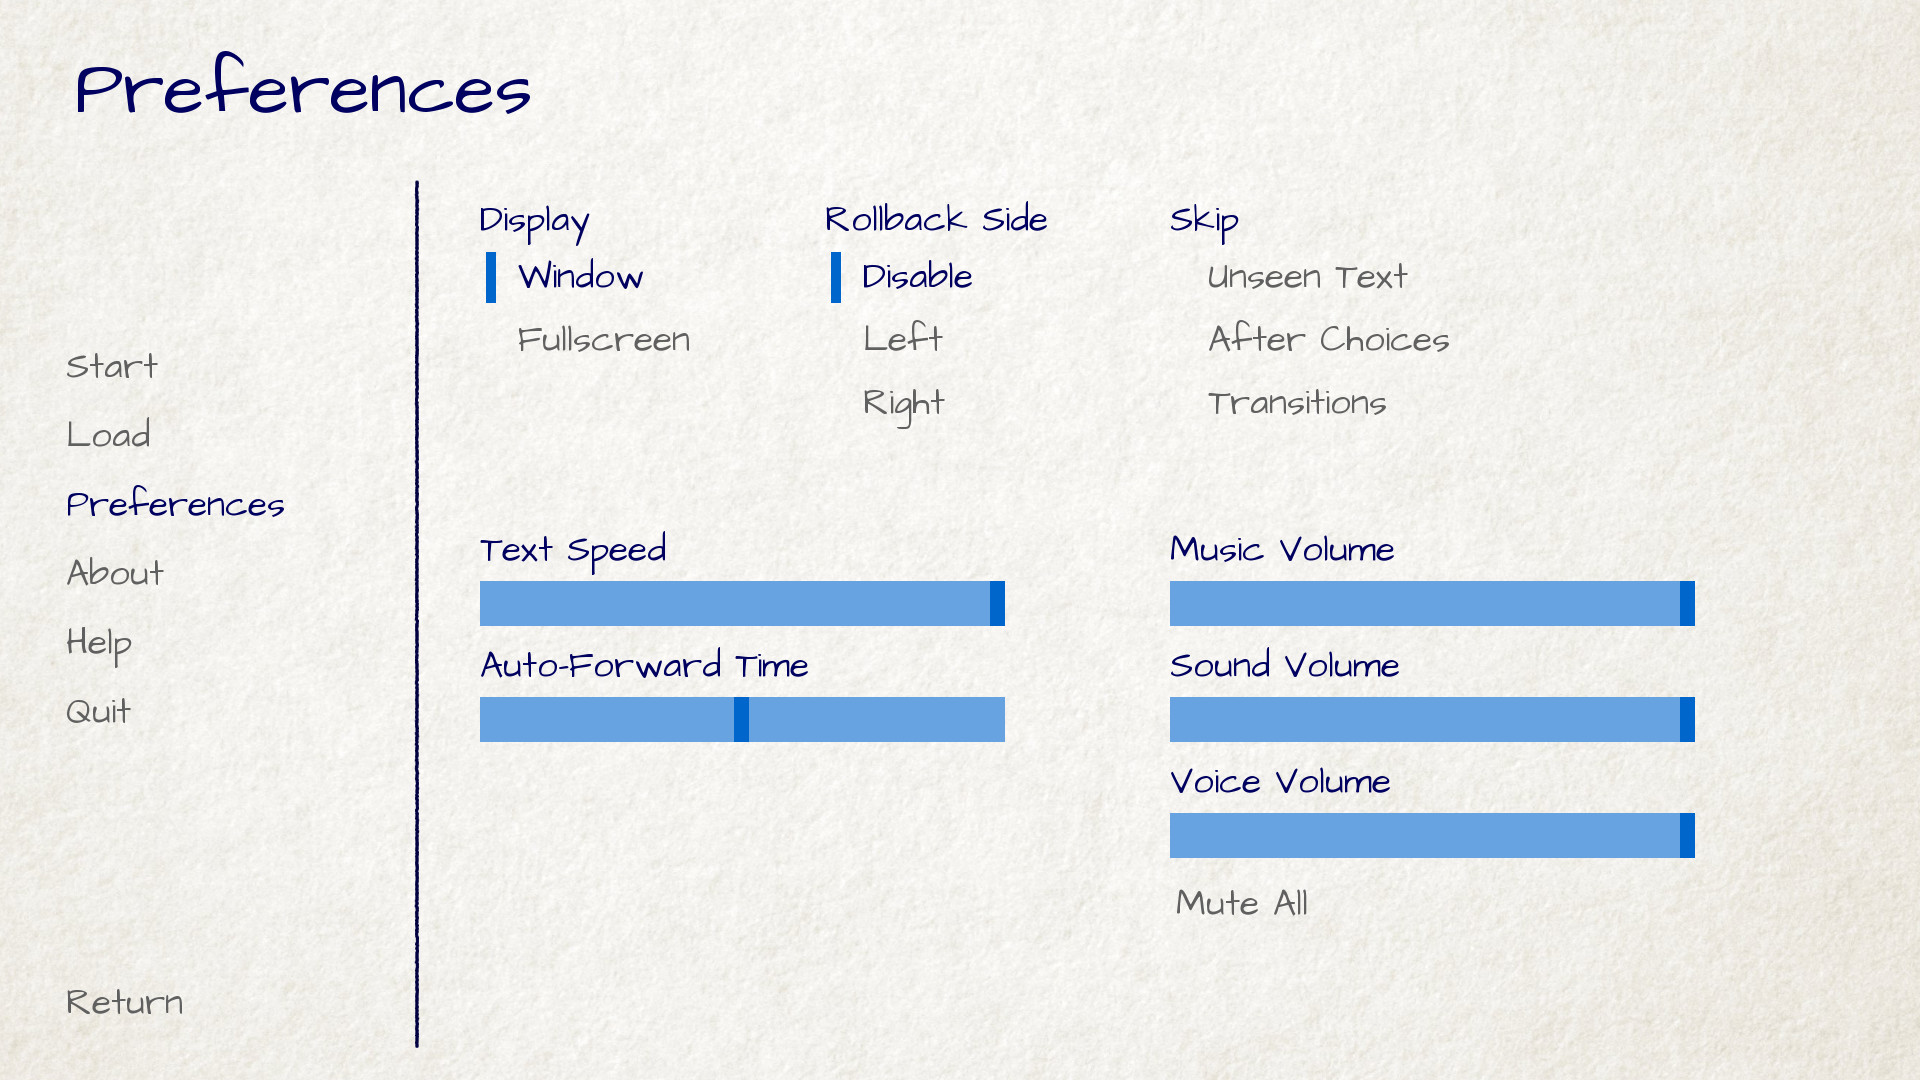 Preferences
Start
Load
Preferences
About
Help
Quit
Return
Display
Window
Fullscreen
Rollback Side
Disable
Left
Right
Skip
Unseen Text
After Choices
Transitions
Text Speed
Auto-Forward Time
Music Volume
Sound Volume
Voice Volume
Mute All